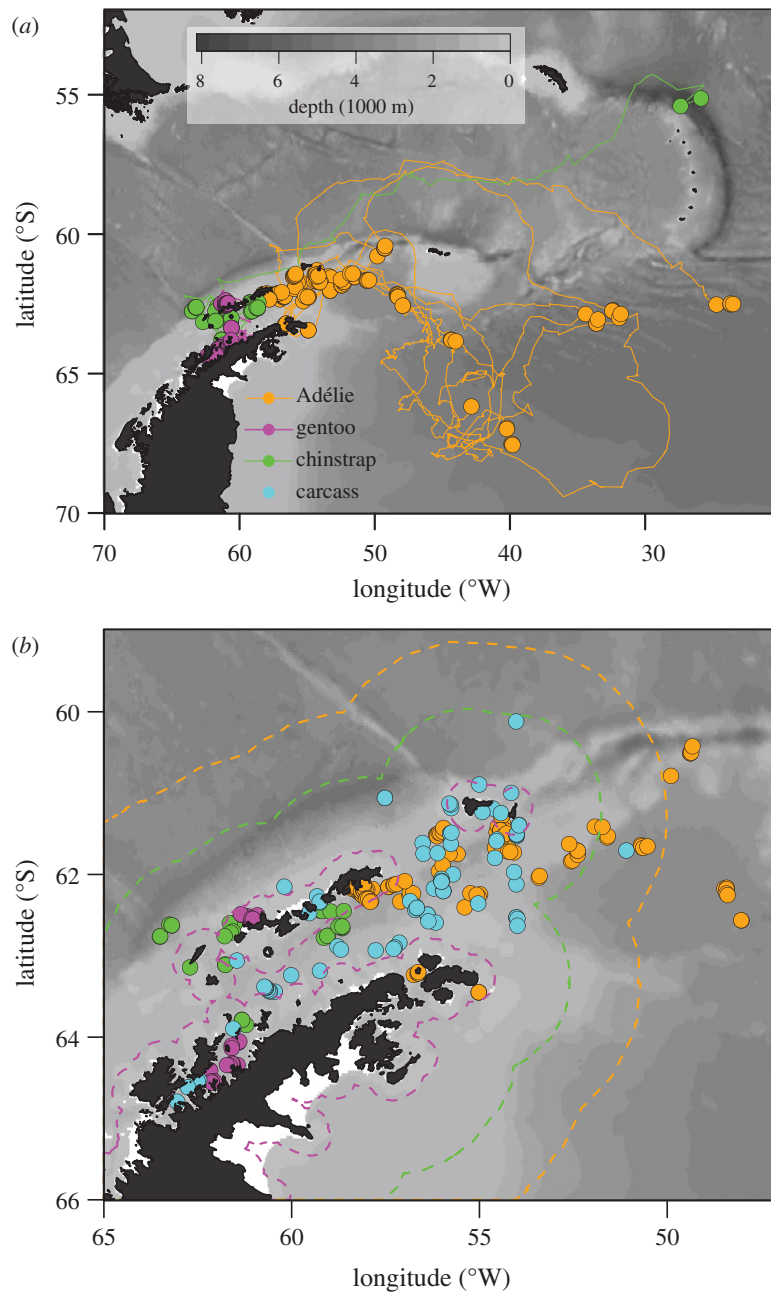 (a)
8 6 4 2 0
depth (1000 m)
55
60
65
70
latitude (°S)
Adélie
gentoo
chinstrap
carcass
70 60 50 40 30
longitude (°W)
(b)
60
62
64
66
latitude (°S)
65 60 55 50
longitude (°W)